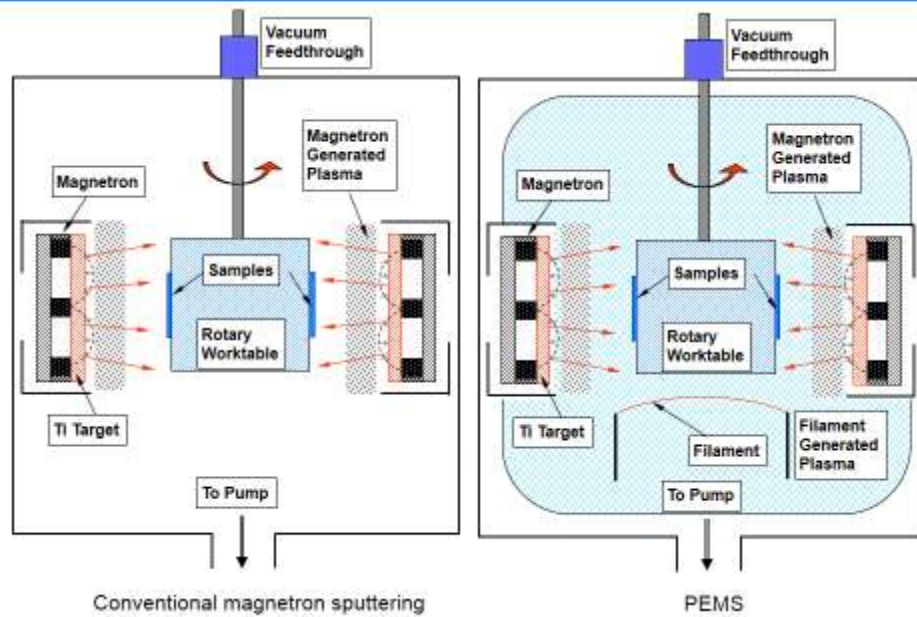 Vacuum
Feedthrough
Magnetron
Generated
Plasma
Magnetron
Samples
Rotary
Worktable
Ti Target
To Pump
Conventional magnetron sputtering
Vacuum
Feedthrough
Magnetron
Generated
Plasma
Magnetron
Samples
Rotary
Worktable
Ti Target
Filament
Filament
Generated
Plasma
To Pump
PEMS